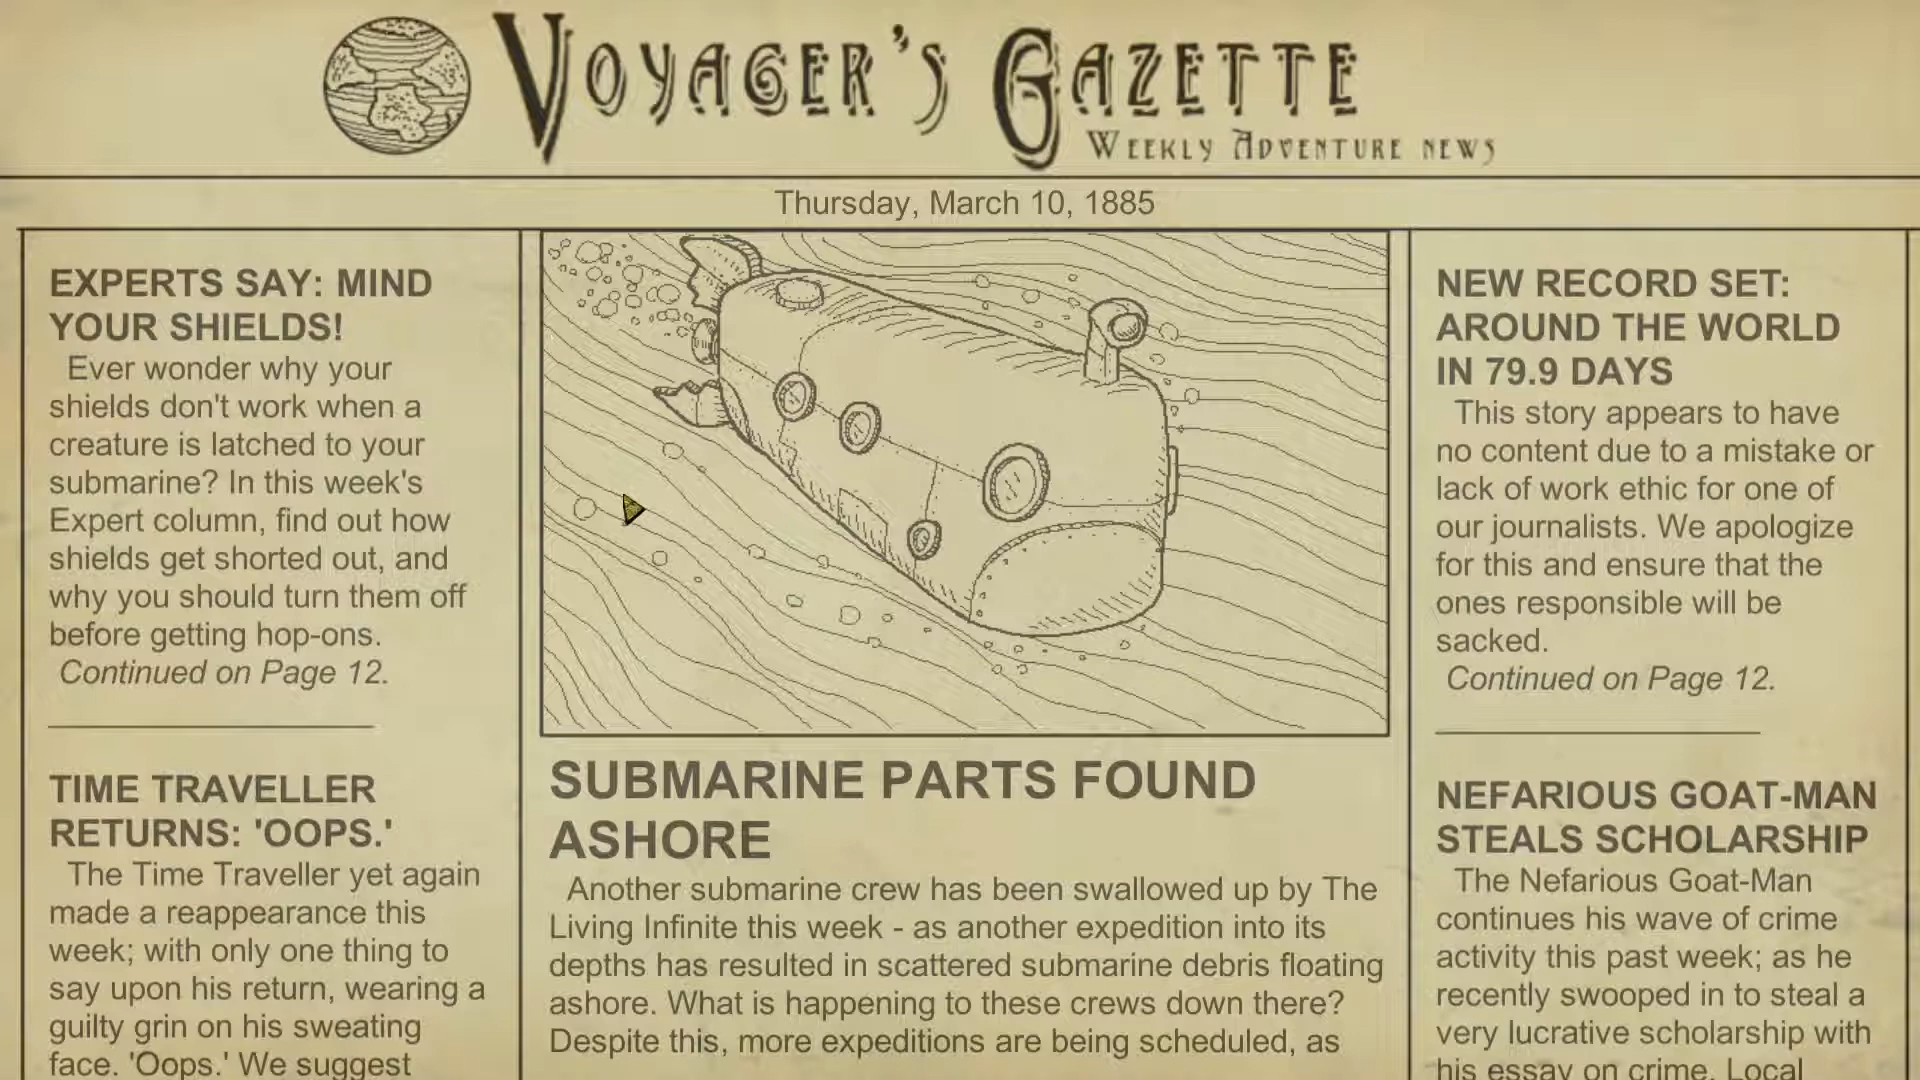 VOYAGER'S GAZETTE
WEEKLY ADVENTURE NEWS
Thursday, March 10, 1885
EXPERTS SAY: MIND
YOUR SHIELDS!
Ever wonder why your
shields don't work when a
creature is latched to your
submarine? In this week's
Expert column, find out how
shields get shorted out, and
why you should turn them off
before getting hop-ons.
Continued on Page 12.
TIME TRAVELLER
RETURNS: 'OOPS.'
The Time Traveller yet again
made a reappearance this
week; with only one thing to
say upon his return, wearing a
guilty grin on his sweating
face. 'Oops.' We suggest
SUBMARINE PARTS FOUND
ASHORE
Another submarine crew has been swallowed up by The
Living Infinite this week - as another expedition into its
depths has resulted in scattered submarine debris floating
ashore. What is happening to these crews down there?
Despite this, more expeditions are being scheduled, as
NEW RECORD SET:
AROUND THE WORLD
IN 79.9 DAYS
This story appears to have
no content due to a mistake or
lack of work ethic for one of
our journalists. We apologize
for this and ensure that the
ones responsible will be
sacked.
Continued on Page 12.
NEFARIOUS GOAT-MAN
STEALS SCHOLARSHIP
The Nefarious Goat-Man
continues his wave of crime
activity this past week; as he
recently swooped in to steal a
very lucrative scholarship with
his essay on crime. Local